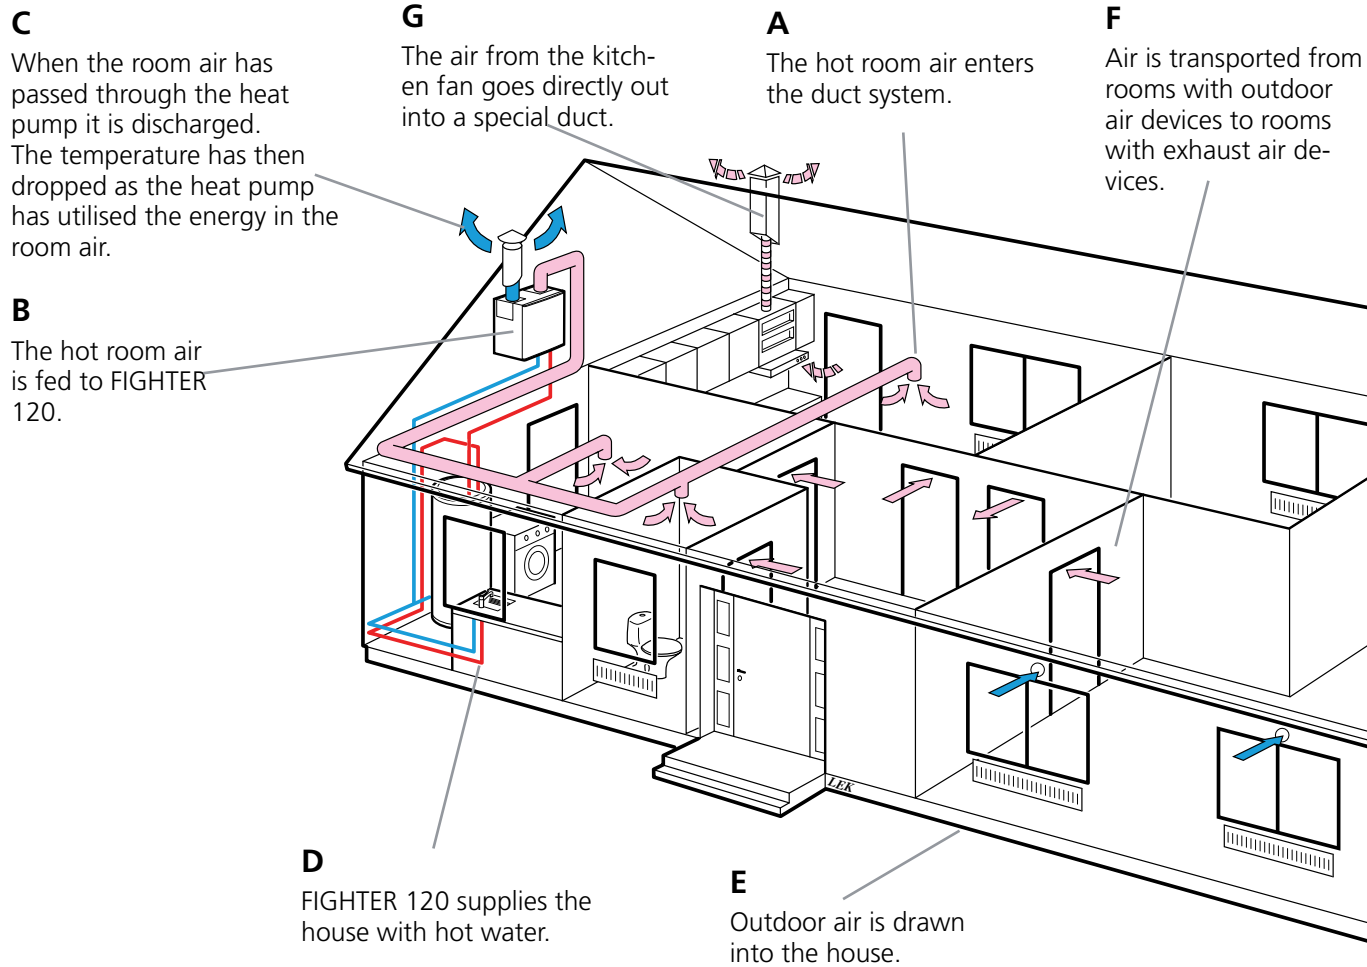 C
When the room air has
passed through the heat
pump it is discharged.
The temperature has then
dropped as the heat pump
has utilised the energy in the
room air.
G
The air from the kitch-
en fan goes directly out
into a special duct.
A
The hot room air enters
the duct system.
F
Air is transported from
rooms with outdoor
air devices to rooms
with exhaust air de-
vices.
B
The hot room air
is fed to FIGHTER
120.
LEK
D
FIGHTER 120 supplies the
house with hot water.
E
Outdoor air is drawn
into the house.